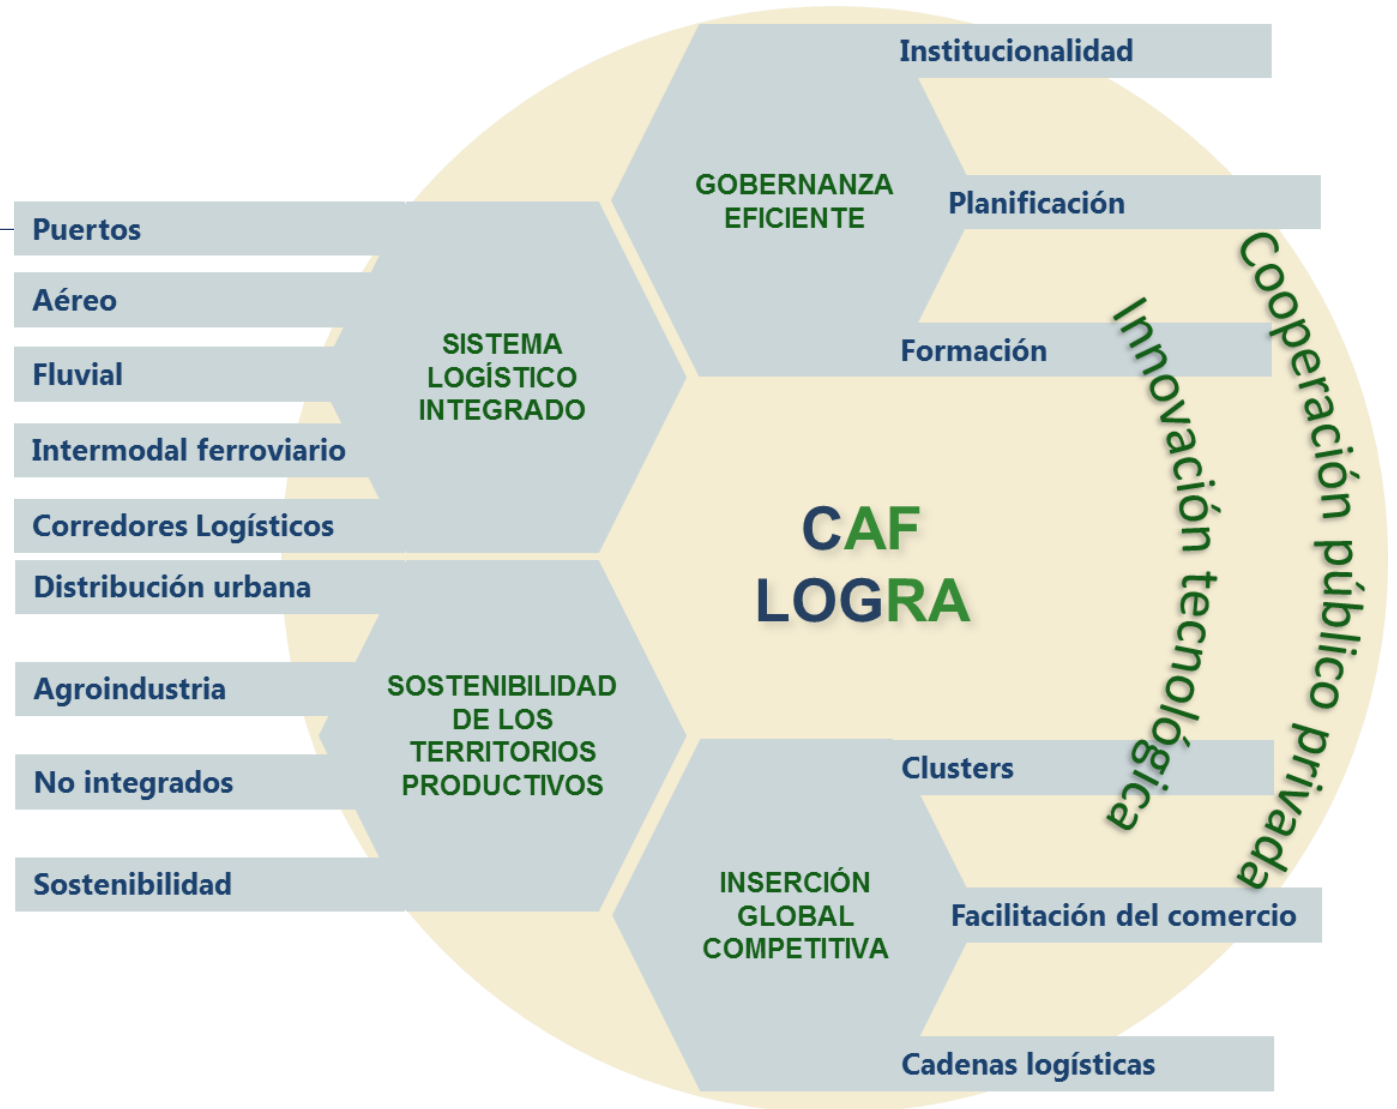 Institucionalidad
GOBERNANZA
EFICIENTE
Planificación
Formación
Puertos
Aéreo
Fluvial
Intermodal ferroviario
Corredores Logísticos
SISTEMA
LOGÍSTICO
INTEGRADO
CAF
LOGRA
Innovación tecnológica
Cooperación público privada
Distribución urbana
Agroindustria
No integrados
Sostenibilidad
SOSTENIBILIDAD
DE LOS
TERRITORIOS
PRODUCTIVOS
Clusters
INSERCIÓN
GLOBAL
COMPETITIVA
Facilitación del comercio
Cadenas logísticas